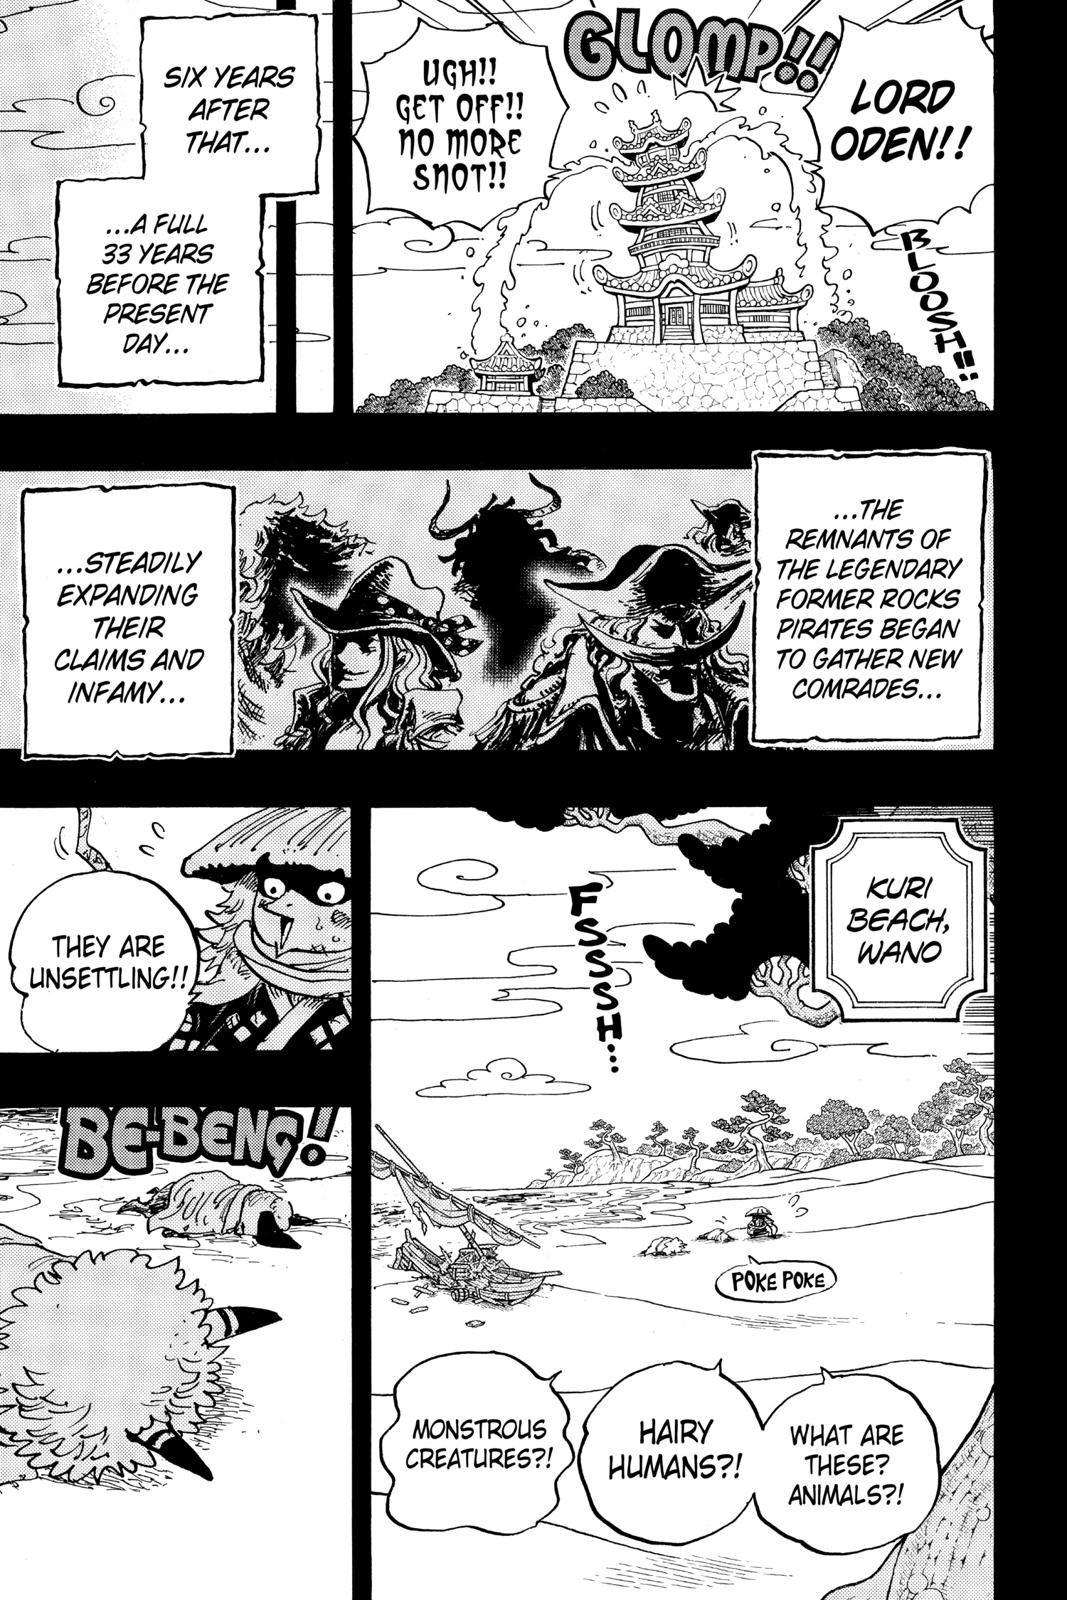 LORD
ODEN!!
GLOMP!!
UGH!!
GET OFF!!
NO MORE
SNOT!!
BLOOSH!!
SIX YEARS
AFTER
THAT...
...A FULL
33 YEARS
BEFORE THE
PRESENT
DAY...
...THE
REMNANTS OF
THE LEGENDARY
FORMER ROCKS
PIRATES BEGAN
TO GATHER NEW
COMRADES...
...STEADILY
EXPANDING
THEIR
CLAIMS AND
INFAMY...
KURI
BEACH,
WANO
FSSSH...
POKE POKE
WHAT ARE
THESE?
ANIMALS?!
HAIRY
HUMANS?!
MONSTROUS
CREATURES?!
THEY ARE
UNSETTLING!!
BE-BENG!